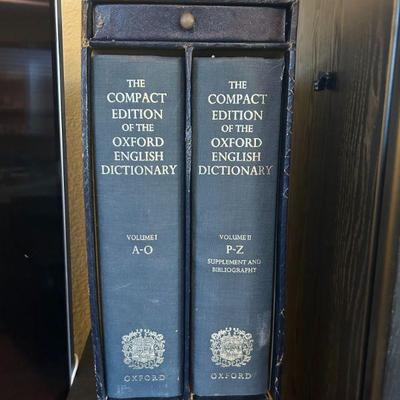 THE
COMPACT
EDITION
OF THE
OXFORD
ENGLISH
DICTIONARY
VOLUME I
A-O
OXFORD
THE
COMPACT
EDITION
OF THE
OXFORD
ENGLISH
DICTIONARY
VOLUME II
P-Z
SUPPLEMENT AND
BIBLIOGRAPHY
OXFORD